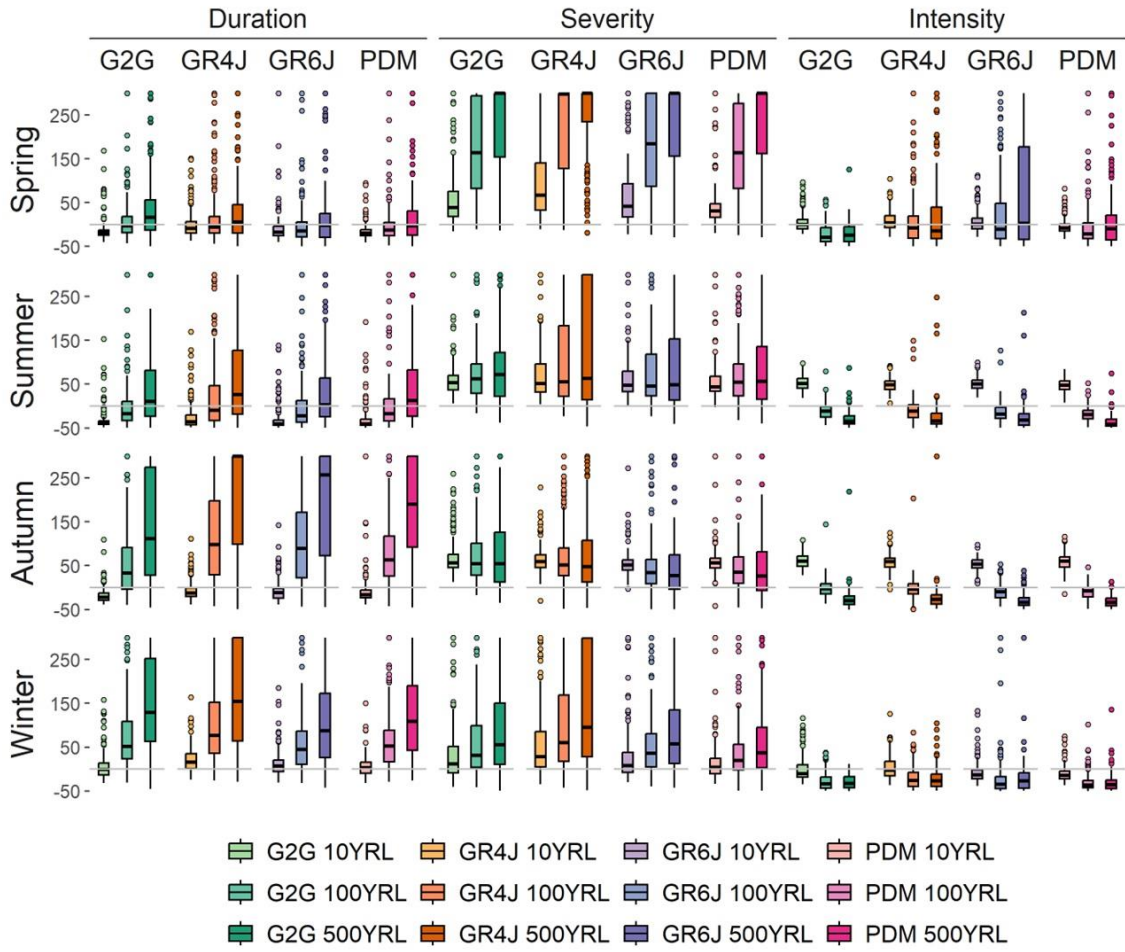 Duration Severity Intensity
G2G GR4J GR6J PDM G2G GR4J GR6J PDM G2G GR4J GR6J PDM
Spring
250
150
50
-50
Summer
250
150
50
-50
Autumn
250
150
50
-50
Winter
250
150
50
-50
G2G 10YRL GR4J 10YRL GR6J 10YRL PDM 10YRL
G2G 100YRL GR4J 100YRL GR6J 100YRL PDM 100YRL
G2G 500YRL GR4J 500YRL GR6J 500YRL PDM 500YRL